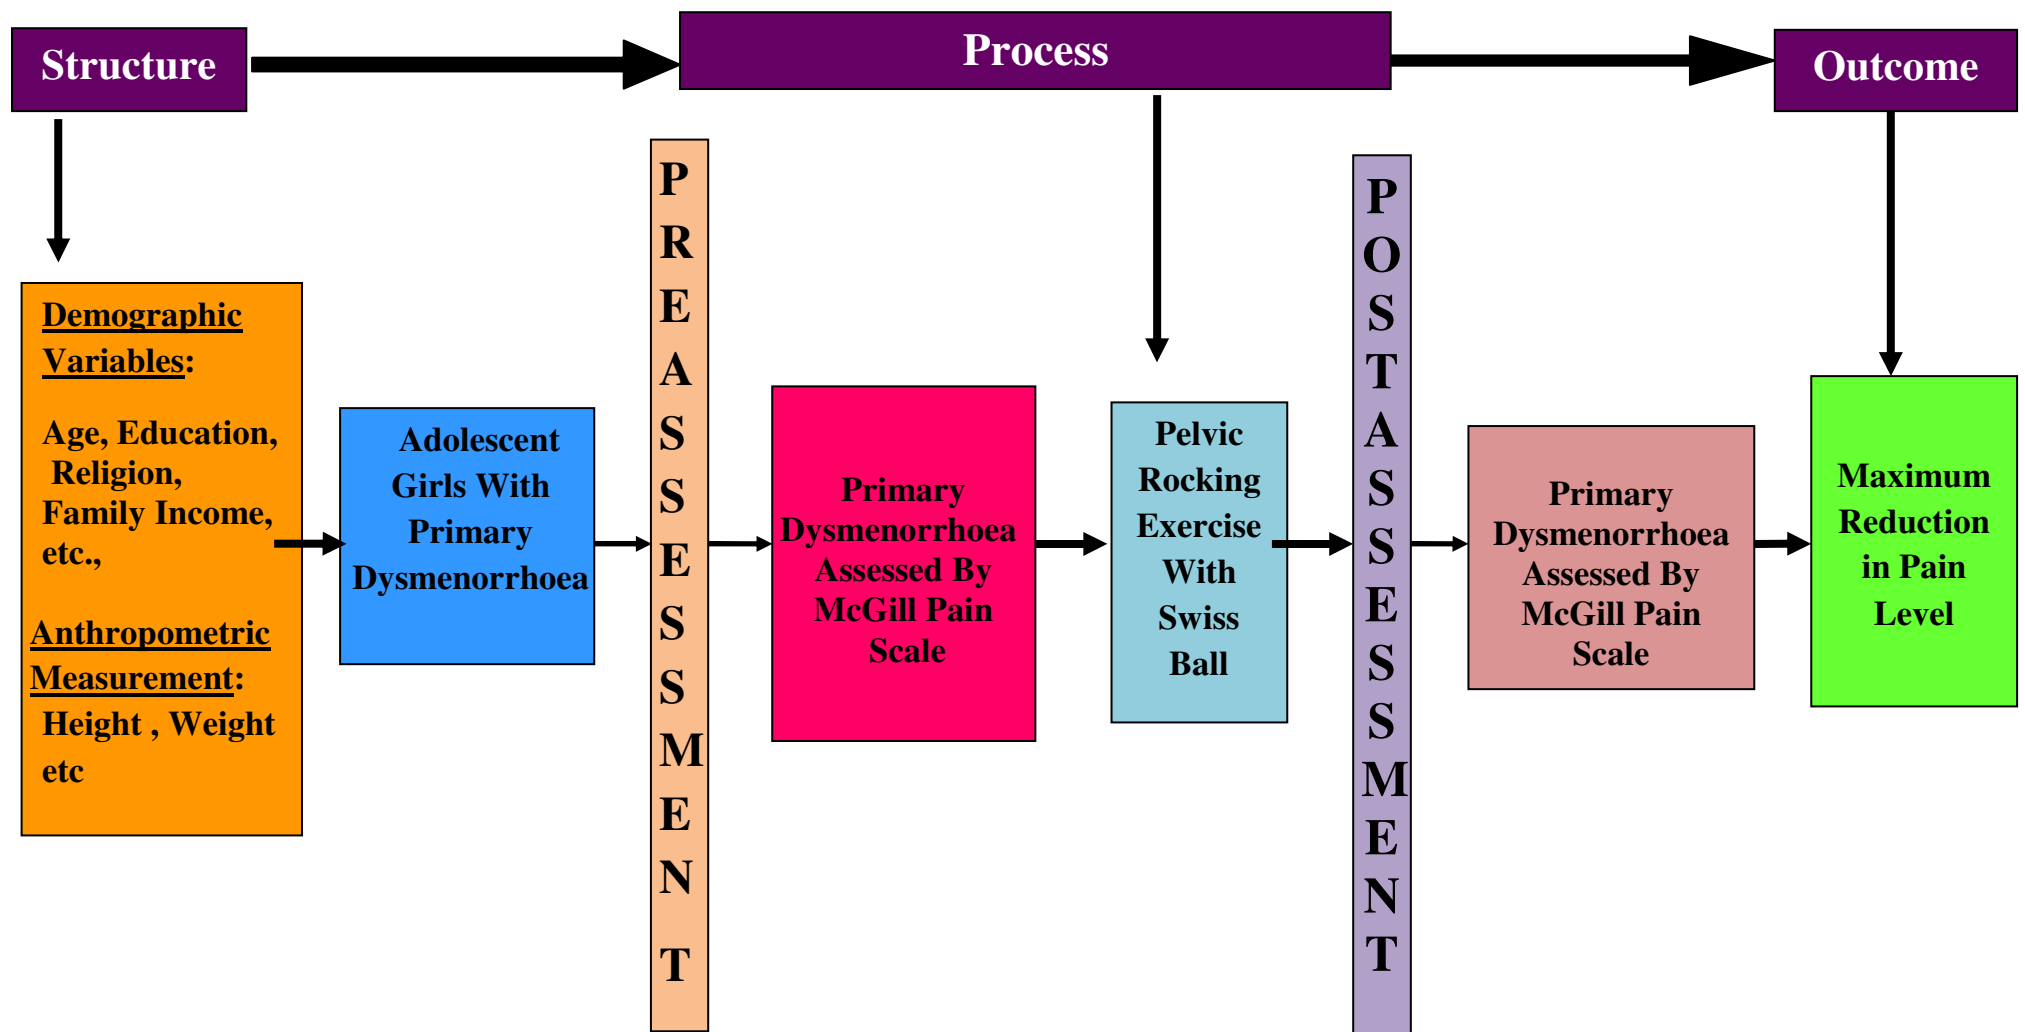 Structure
Process
Outcome
Demographic
Variables:
Age, Education,
Religion,
Family Income,
etc.,
Anthropometric
Measurement:
Height , Weight
etc
Adolescent
Girls With
Primary
Dysmenorrhoea
P
R
E
A
S
S
E
S
S
M
E
N
T
Primary
Dysmenorrhoea
Assessed By
McGill Pain
Scale
Pelvic
Rocking
Exercise
With
Swiss
Ball
P
O
S
T
A
S
S
E
S
S
M
E
N
T
Primary
Dysmenorrhoea
Assessed By
McGill Pain
Scale
Maximum
Reduction
in Pain
Level